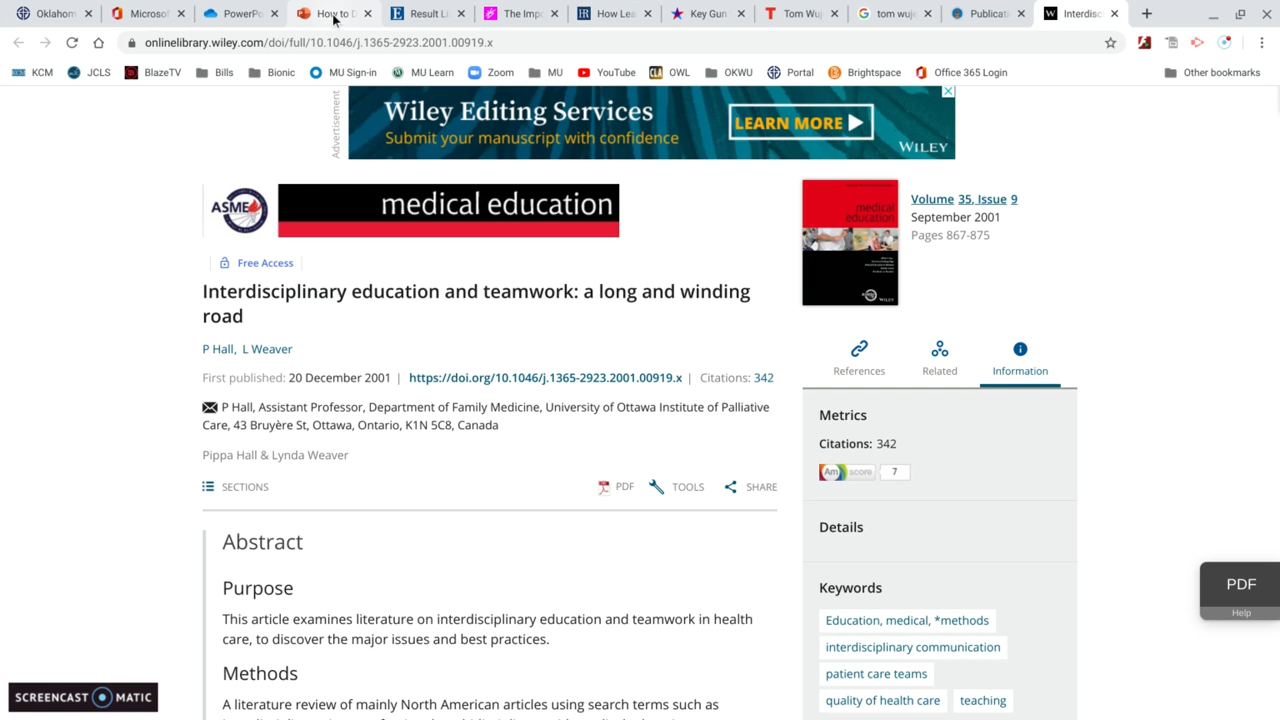 Oklahom
Microsof
PowerPo
How to D
Result Li
The Impo
How Lea
Key Gun
Tom Wuj
tom wuje
Publicati
Interdisc
onlinelibrary.wiley.com/doi/full/10.1046/j.1365-2923.2001.00919.x
KCM JCLS BlazeTV Bills Bionic MU Sign-in MU Learn Zoom MU YouTube OWL OKWU Portal Brightspace Office 365 Login Other bookmarks
Advertisement
Wiley Editing Services
Submit your manuscript with confidence
LEARN MORE
WILEY
ASME
medical education
Free Access
Interdisciplinary education and teamwork: a long and winding
road
P Hall, L Weaver
First published: 20 December 2001 | https://doi.org/10.1046/j.1365-2923.2001.00919.x | Citations: 342
P Hall, Assistant Professor, Department of Family Medicine, University of Ottawa Institute of Palliative
Care, 43 Bruyère St, Ottawa, Ontario, K1N 5C8, Canada
Pippa Hall & Lynda Weaver
SECTIONS
PDF
TOOLS
SHARE
Abstract
Purpose
This article examines literature on interdisciplinary education and teamwork in health
care, to discover the major issues and best practices.
Methods
A literature review of mainly North American articles using search terms such as
medical
education
WILEY
Volume 35, Issue 9
September 2001
Pages 867-875
References
Related
Information
Metrics
Citations: 342
Am score 7
Details
Keywords
Education, medical, *methods
interdisciplinary communication
patient care teams
quality of health care
teaching
PDF
Help
SCREENCAST MATIC